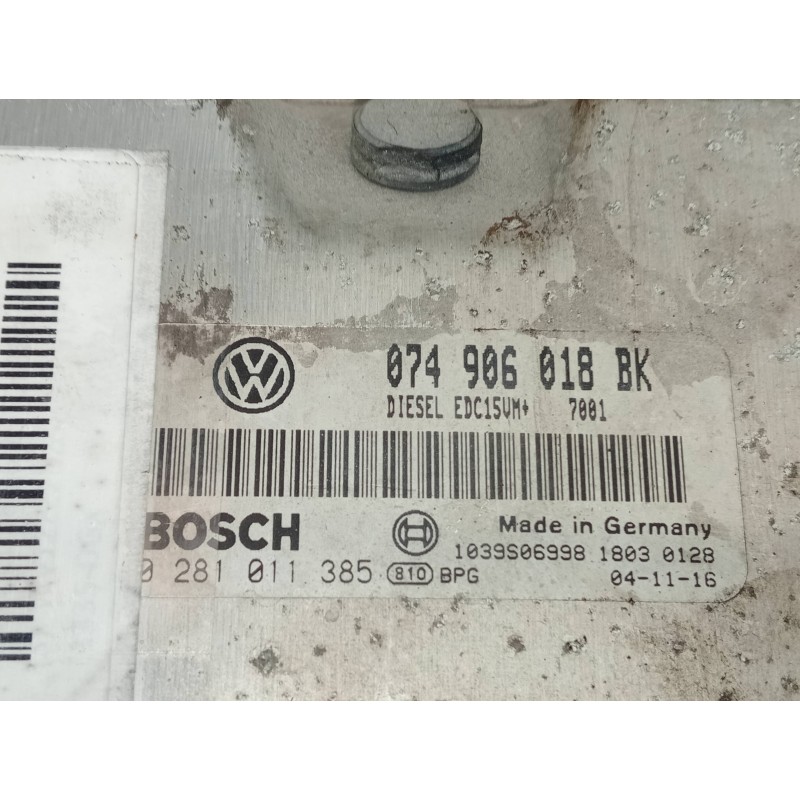 074 906 018 BK
DIESEL EDC15VM+ 7001
BOSCH
Made in Germany
1039S06998 1803 0128
0 281 011 385 810 BPG
04-11-16